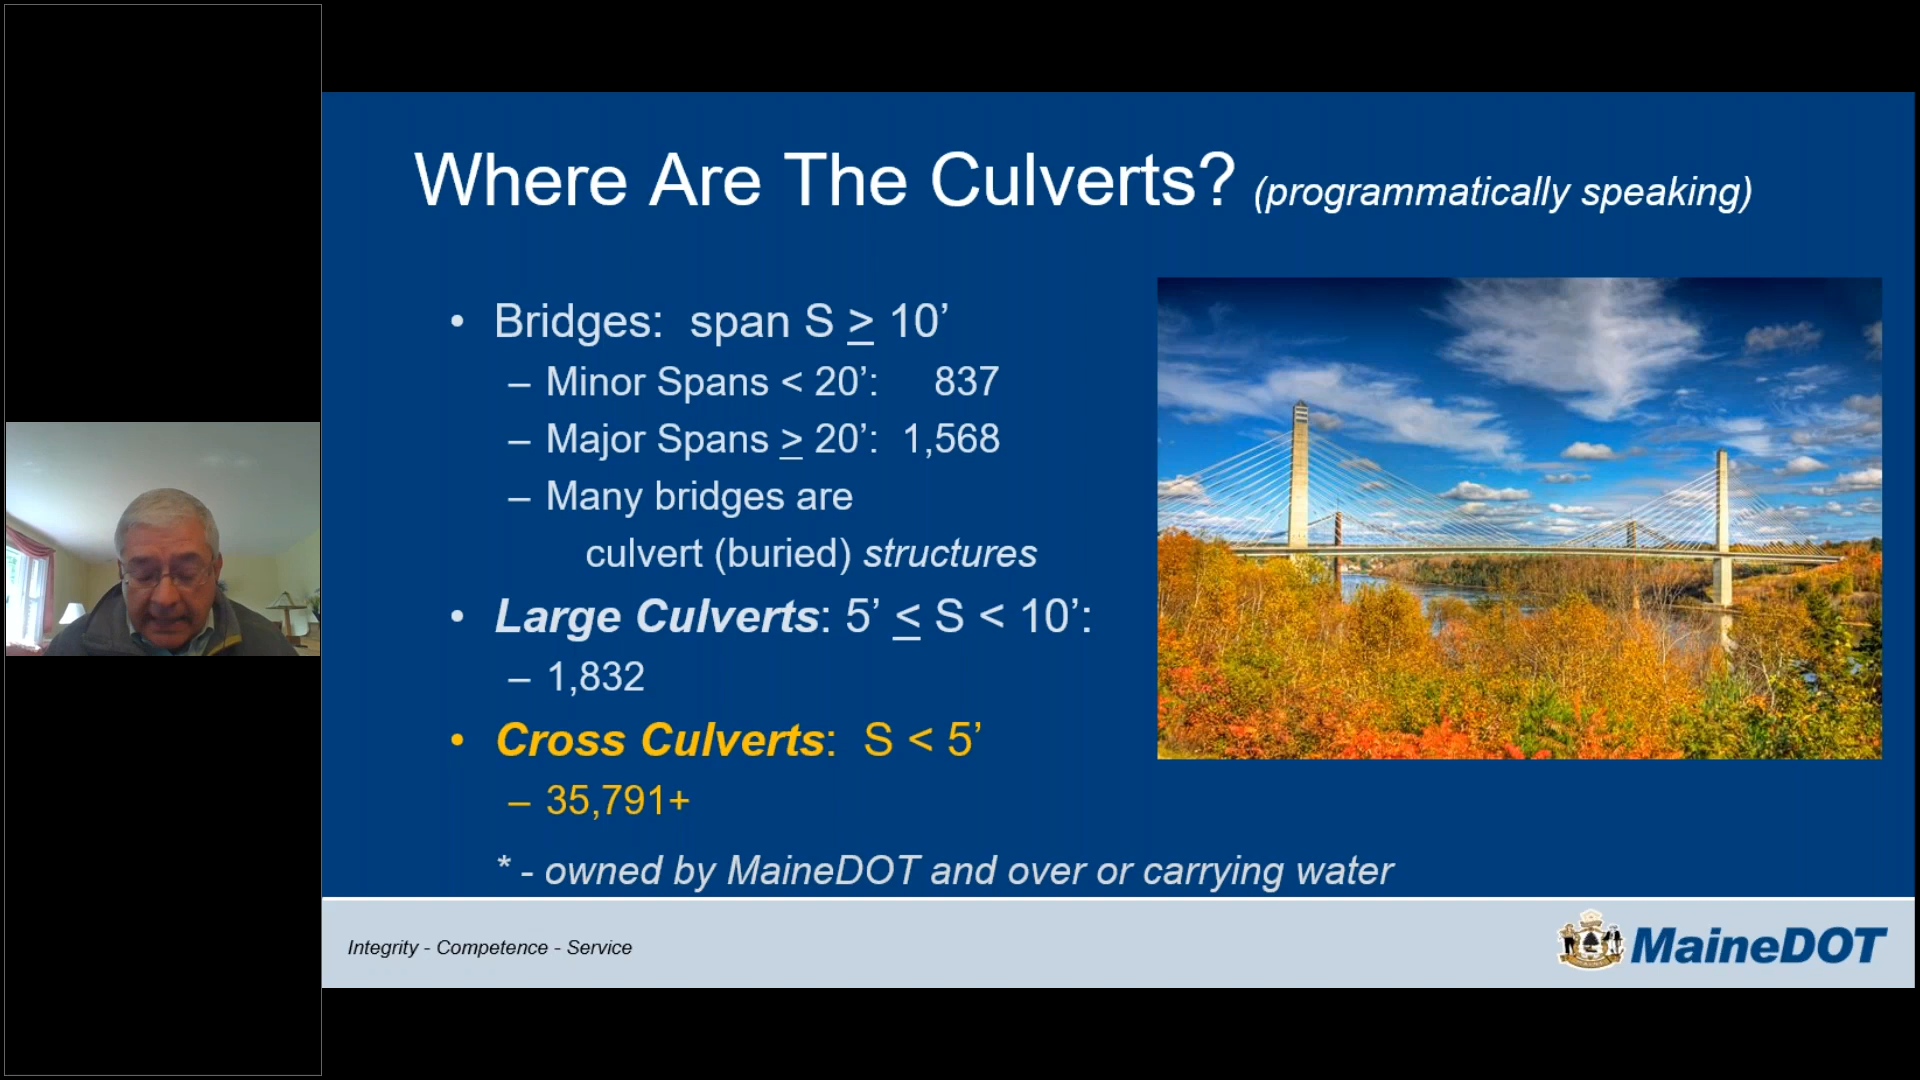 Where Are The Culverts? (programmatically speaking)
• Bridges: span S ≥ 10’
– Minor Spans < 20’: 837
– Major Spans ≥ 20’: 1,568
– Many bridges are
culvert (buried) structures
• Large Culverts: 5’ ≤ S < 10’:
– 1,832
• Cross Culverts: S < 5’
– 35,791+
* - owned by MaineDOT and over or carrying water
Integrity - Competence - Service
MaineDOT